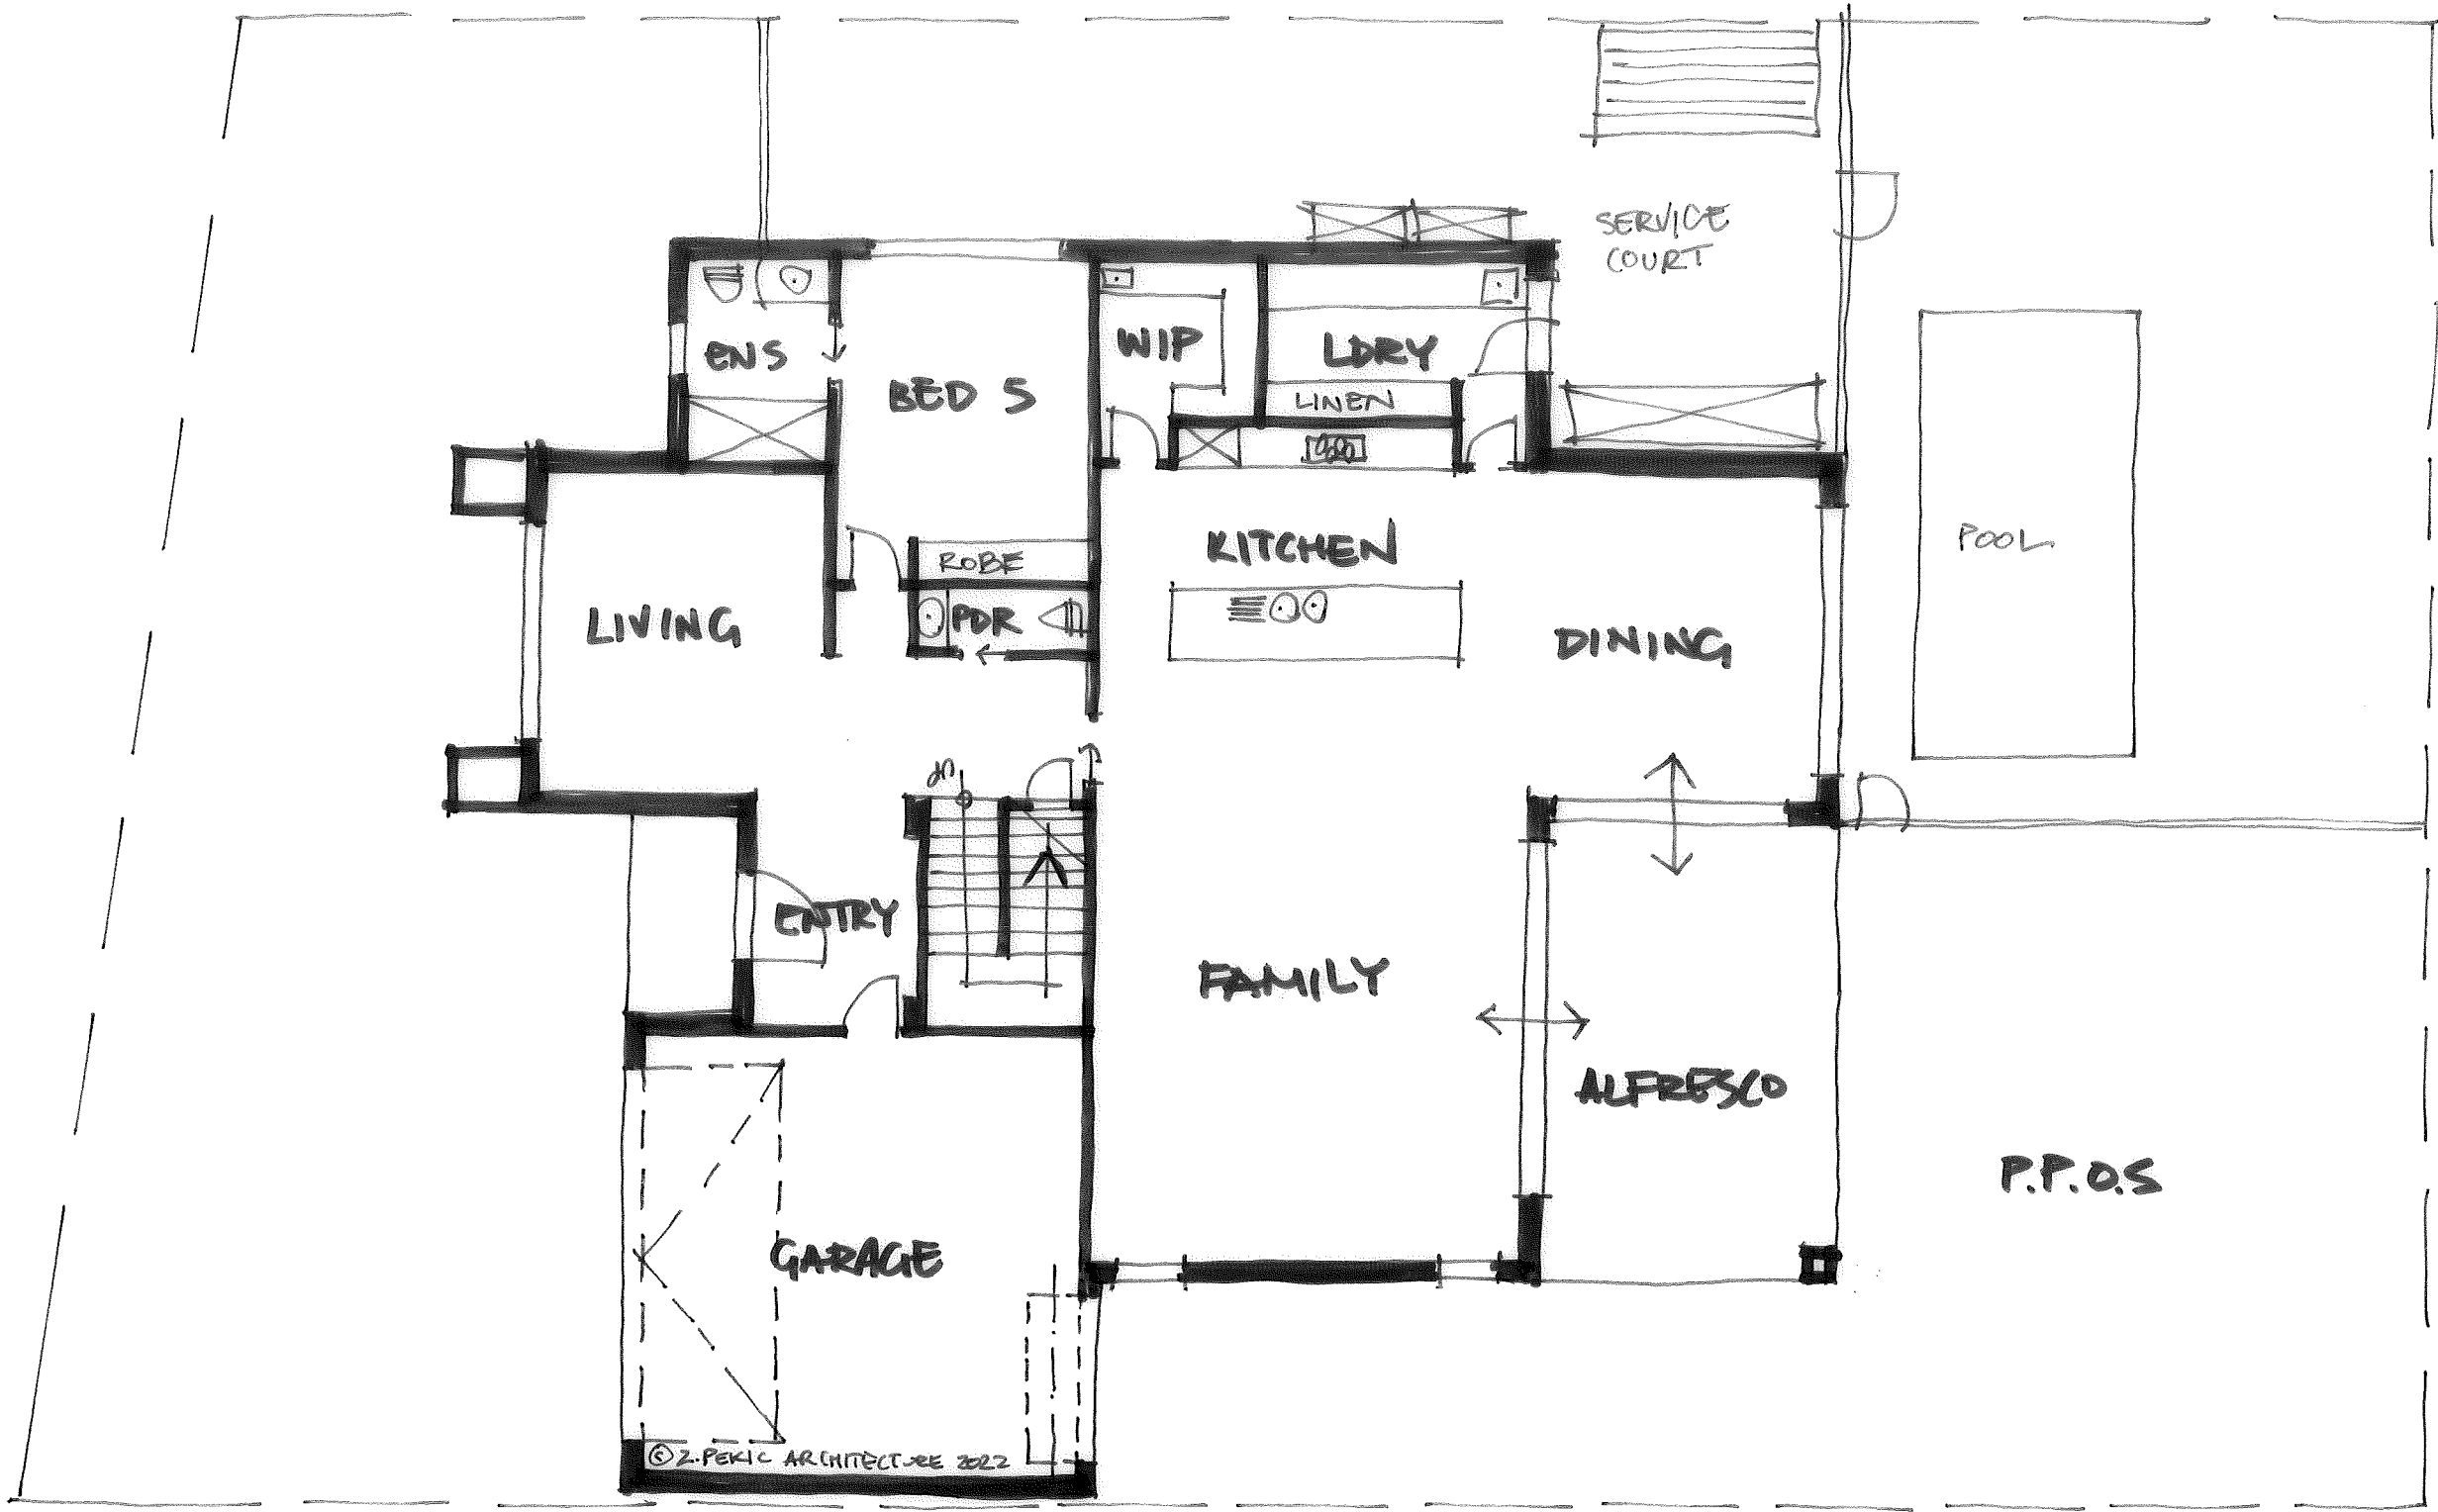 SERVICE
COURT
ENS
BED 5
WIP
LDRY
LINEN
KITCHEN
POOL
ROBE
LIVING
PDR
DINING
UP
ENTRY
FAMILY
ALFRESCO
P.P.O.S
GARAGE
© Z.PEKIC ARCHITECTURE 2022